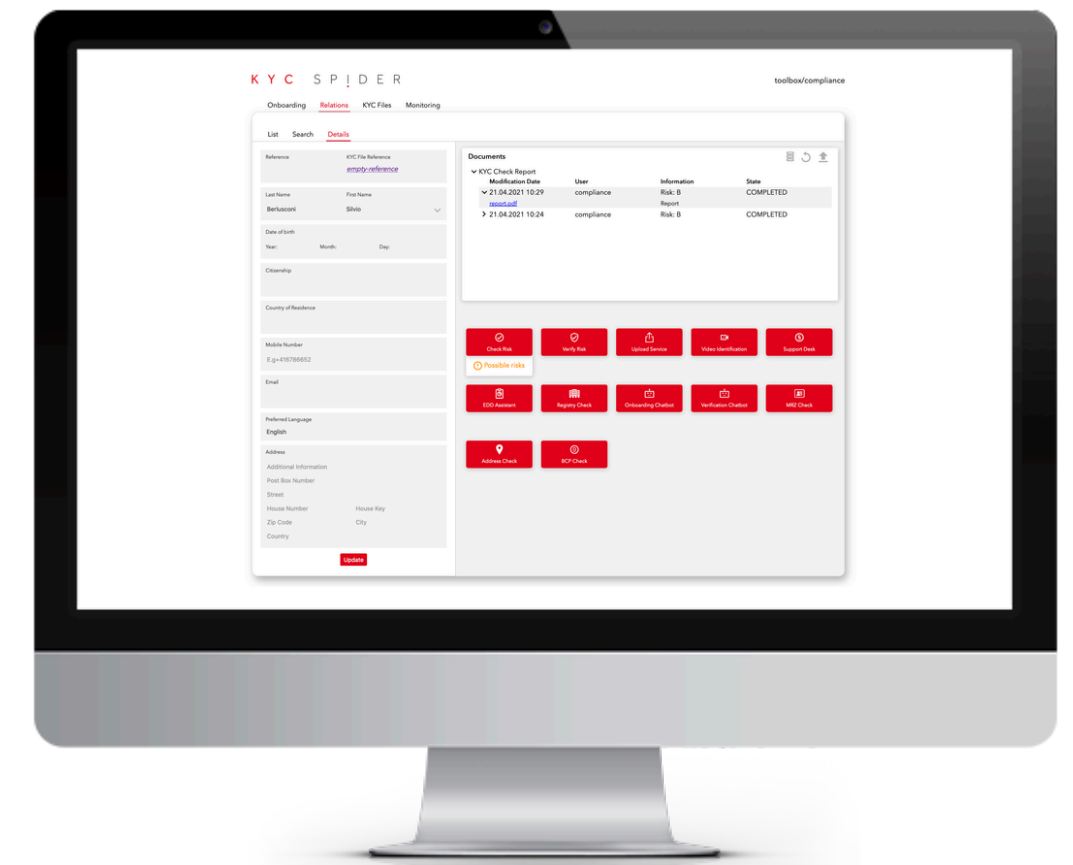 KYC SP!DER
toolbox/compliance
Onboarding Relations KYC Files Monitoring
List Search Details
Reference KYC File Reference
empty-reference
Last Name First Name
Berlusconi Silvio
Date of birth
Year: Month: Day:
Citizenship
Country of Residence
Mobile Number
E.g+416786652
Email
Preferred Language
English
Address
Additional Information
Post Box Number
Street
House Number House Key
Zip Code City
Country
Update
Documents
KYC Check Report
Modification Date User Information State
21.04.2021 10:29 compliance Risk: B COMPLETED
report.pdf Report
21.04.2021 10:24 compliance Risk: B COMPLETED
Check Risk Verify Risk Upload Service Video Identification Support Desk
Possible risks
EDD Assistant Registry Check Onboarding Chatbot Verification Chatbot MRZ Check
Address Check BCP Check